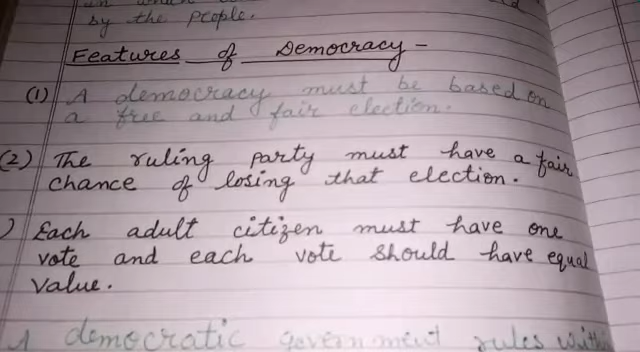 by the people.
Features of Democracy -
(1) A democracy must be based on
a free and fair election.
(2) The ruling party must have a fair
chance of losing that election.
) Each adult citizen must have one
vote and each vote should have equal
value.
A democratic government rules within